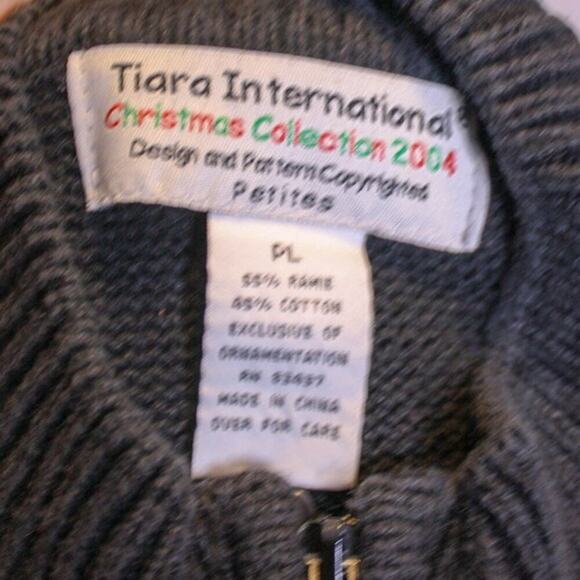 Tiara International
Christmas Collection 2004
Design and Pattern Copyrighted
Petites
PL
55% RAMIE
45% COTTON
EXCLUSIVE OF
ORNAMENTATION
RN
MADE IN CHINA
OVER FOR CARE